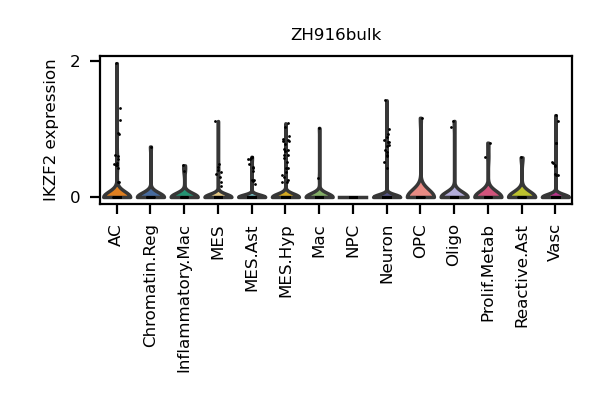 ZH916bulk
IKZF2 expression
2
0
AC
Chromatin.Reg
Inflammatory.Mac
MES
MES.Ast
MES.Hyp
Mac
NPC
Neuron
OPC
Oligo
Prolif.Metab
Reactive.Ast
Vasc